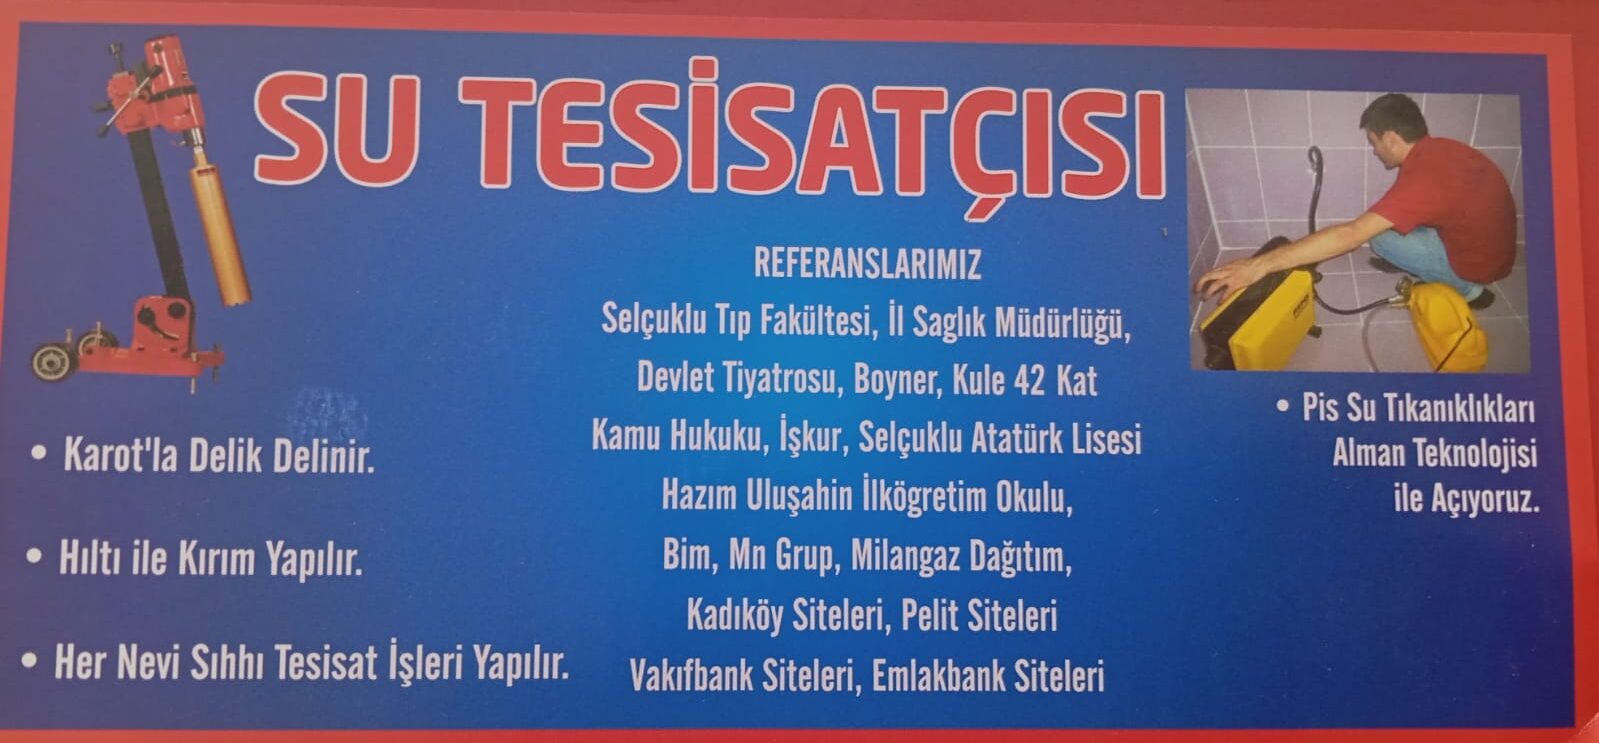 SU TESİSATÇISI
REFERANSLARIMIZ
Selçuklu Tıp Fakültesi, İl Saglık Müdürlüğü,
Devlet Tiyatrosu, Boyner, Kule 42 Kat
Kamu Hukuku, İşkur, Selçuklu Atatürk Lisesi
Hazım Uluşahin İlkögretim Okulu,
Bim, Mn Grup, Milangaz Dağıtım,
Kadıköy Siteleri, Pelit Siteleri
Vakıfbank Siteleri, Emlakbank Siteleri
• Karot'la Delik Delinir.
• Hıltı ile Kırım Yapılır.
• Her Nevi Sıhhı Tesisat İşleri Yapılır.
• Pis Su Tıkanıklıkları
Alman Teknolojisi
ile Açıyoruz.